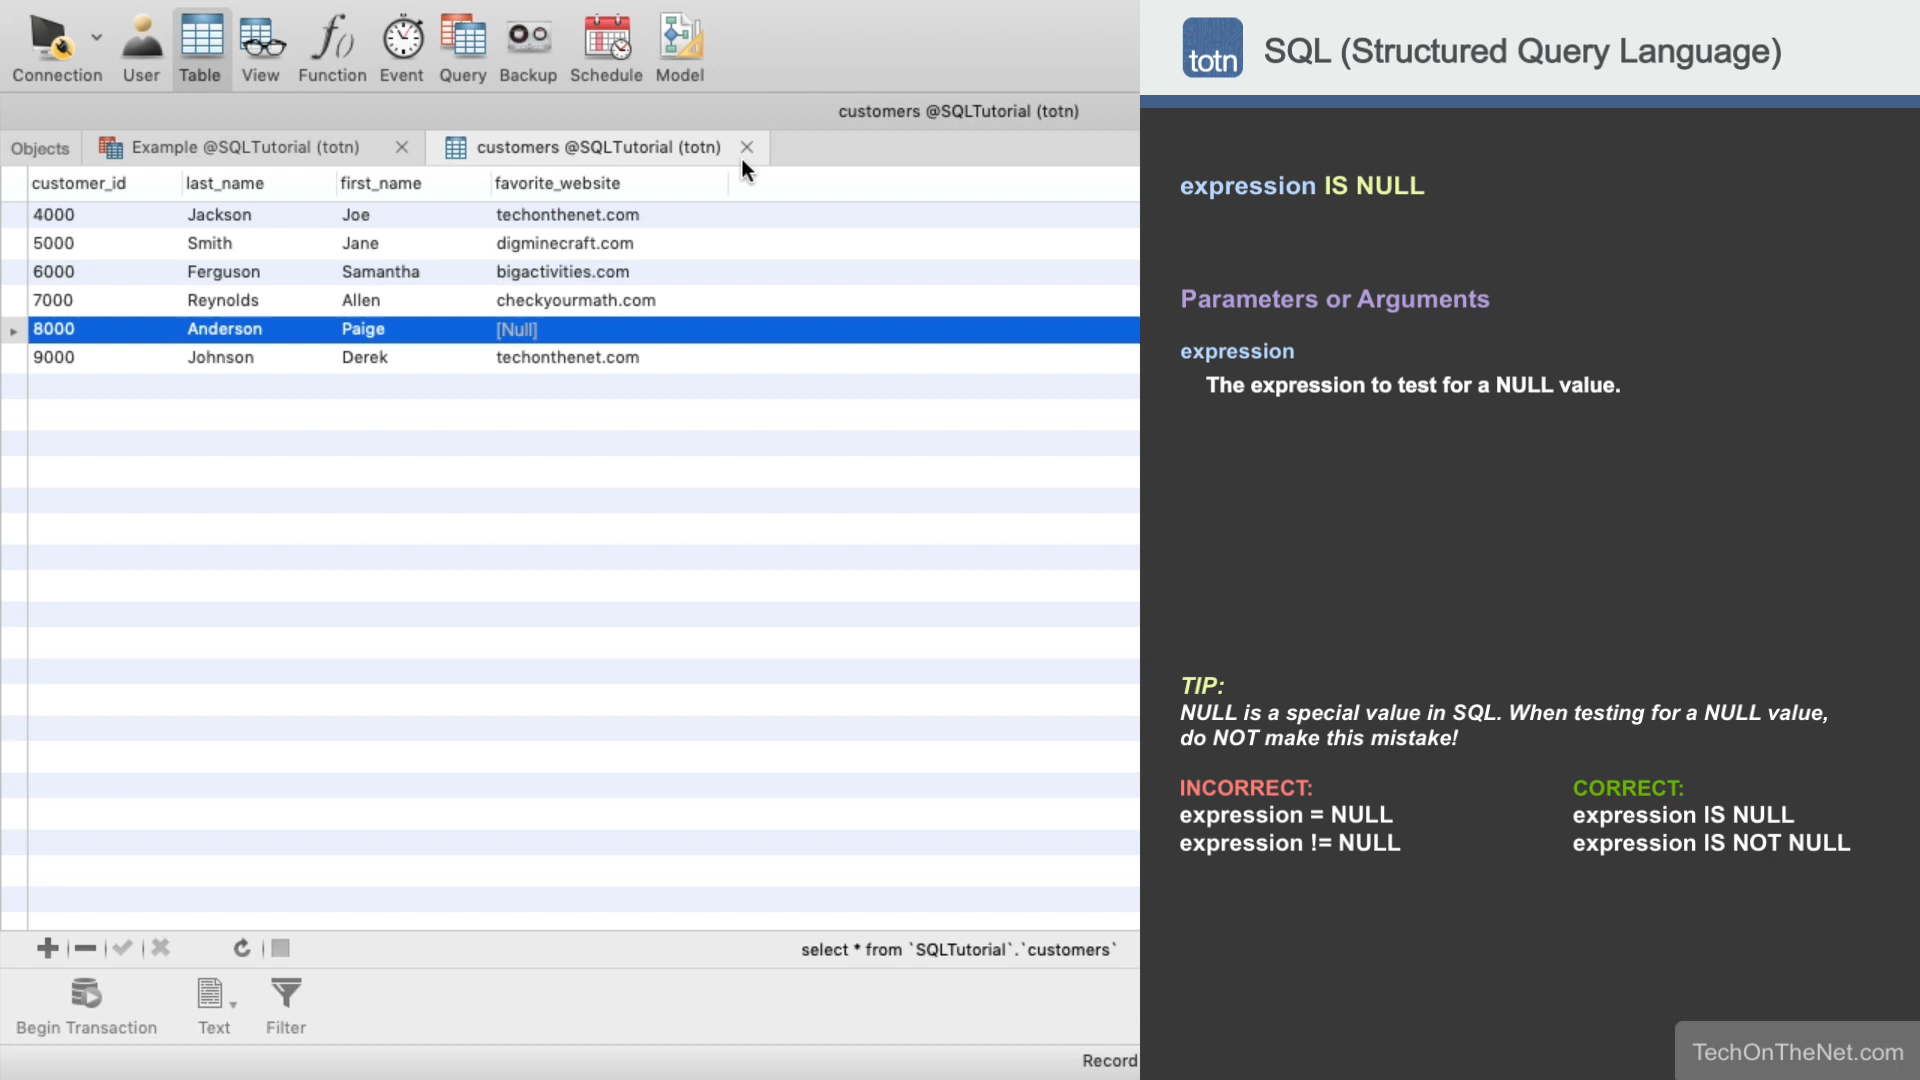 Connection User Table View Function Event Query Backup Schedule Model
customers @SQLTutorial (totn)
Objects Example @SQLTutorial (totn) customers @SQLTutorial (totn)
customer_id last_name first_name favorite_website
4000 Jackson Joe techonthenet.com
5000 Smith Jane digminecraft.com
6000 Ferguson Samantha bigactivities.com
7000 Reynolds Allen checkyourmath.com
8000 Anderson Paige [Null]
9000 Johnson Derek techonthenet.com
select * from `SQLTutorial`.`customers`
Begin Transaction Text Filter
Record
totn SQL (Structured Query Language)
expression IS NULL
Parameters or Arguments
expression
The expression to test for a NULL value.
TIP:
NULL is a special value in SQL. When testing for a NULL value,
do NOT make this mistake!
INCORRECT: CORRECT:
expression = NULL expression IS NULL
expression != NULL expression IS NOT NULL
TechOnTheNet.com